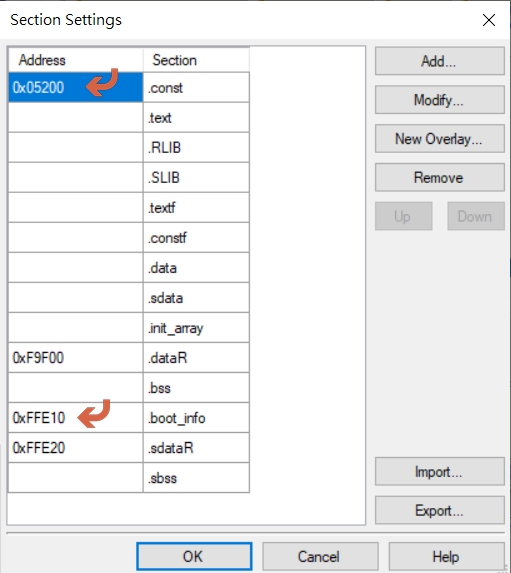 Section Settings
Address Section
0x05200 .const
.text
.RLIB
.SLIB
.textf
.constf
.data
.sdata
.init_array
0xF9F00 .dataR
.bss
0xFFE10 .boot_info
0xFFE20 .sdataR
.sbss
Add...
Modify...
New Overlay...
Remove
Up Down
Import...
Export...
OK Cancel Help